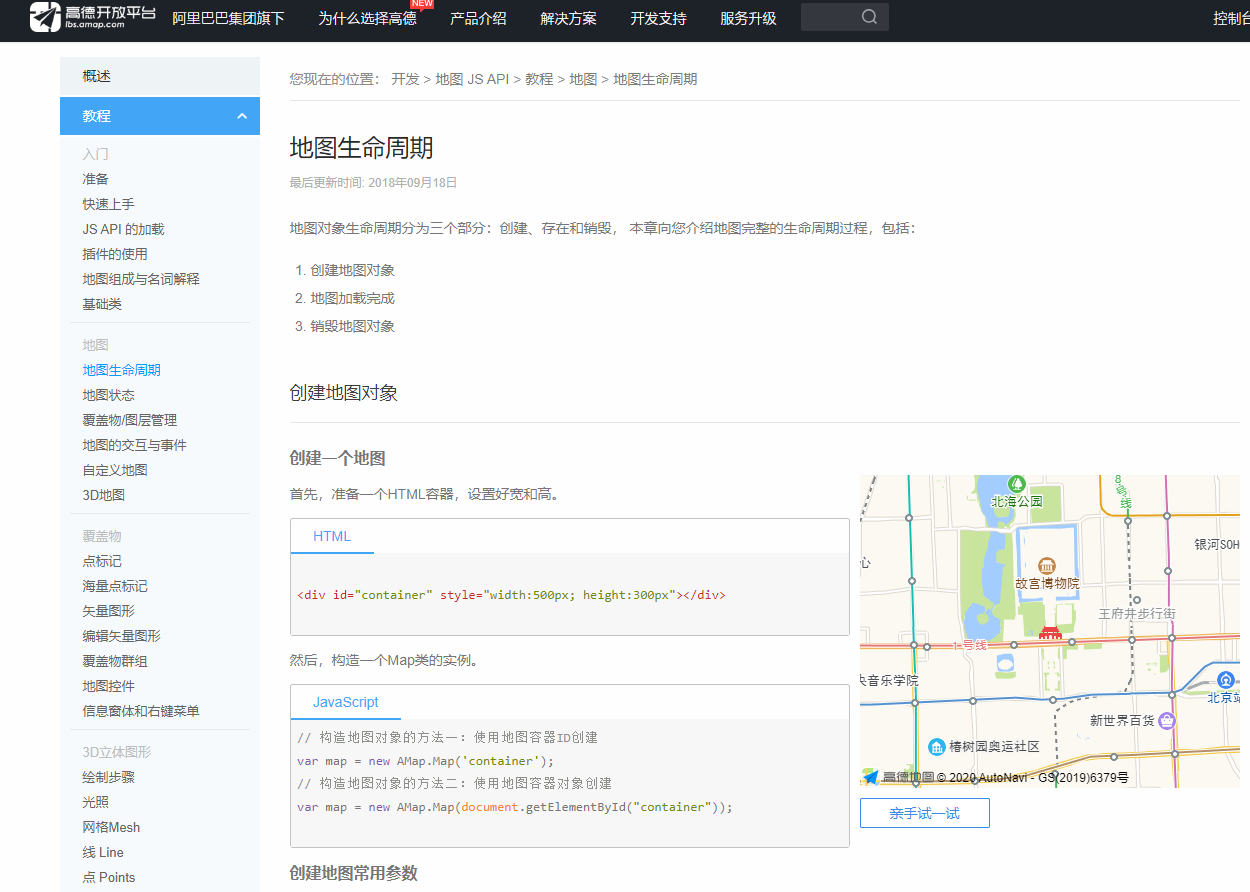 高德开放平台
lbs.amap.com
阿里巴巴集团旗下 为什么选择高德 NEW 产品介绍 解决方案 开发支持 服务升级 控制台
概述
教程
入门
准备
快速上手
JS API 的加载
插件的使用
地图组成与名词解释
基础类
地图
地图生命周期
地图状态
覆盖物/图层管理
地图的交互与事件
自定义地图
3D地图
覆盖物
点标记
海量点标记
矢量图形
编辑矢量图形
覆盖物群组
地图控件
信息窗体和右键菜单
3D立体图形
绘制步骤
光照
网格Mesh
线 Line
点 Points
您现在的位置： 开发 > 地图 JS API > 教程 > 地图 > 地图生命周期
地图生命周期
最后更新时间: 2018年09月18日
地图对象生命周期分为三个部分：创建、存在和销毁， 本章向您介绍地图完整的生命周期过程，包括：
1. 创建地图对象
2. 地图加载完成
3. 销毁地图对象
创建地图对象
创建一个地图
首先，准备一个HTML容器，设置好宽和高。
HTML
<div id="container" style="width:500px; height:300px"></div>
然后，构造一个Map类的实例。
JavaScript
// 构造地图对象的方法一：使用地图容器ID创建
var map = new AMap.Map('container');
// 构造地图对象的方法二：使用地图容器对象创建
var map = new AMap.Map(document.getElementById("container"));
创建地图常用参数
8号线
北海公园
银河SOH
心
故宫博物院
王府井步行街
1号线
央音乐学院
北京站
新世界百货
椿树园奥运社区
高德地图 © 2020 AutoNavi - GS(2019)6379号
亲手试一试